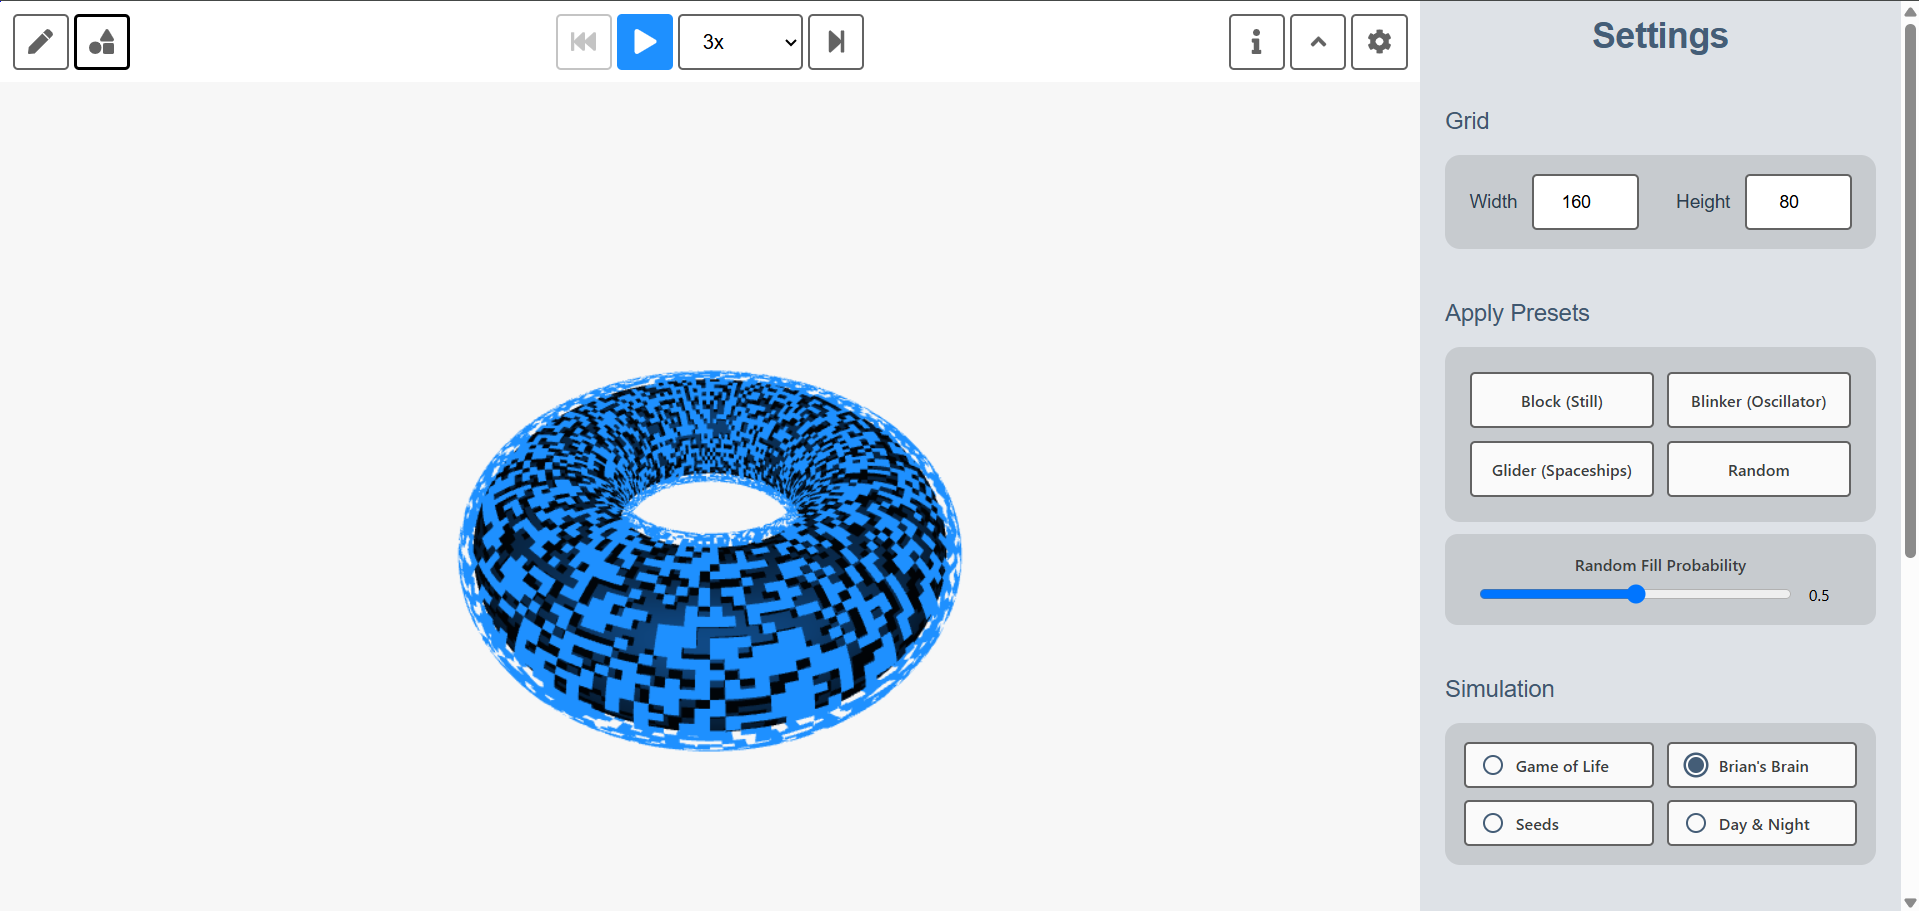 3x
Settings
Grid
Width 160 Height 80
Apply Presets
Block (Still) Blinker (Oscillator)
Glider (Spaceships) Random
Random Fill Probability
0.5
Simulation
Game of Life Brian's Brain
Seeds Day & Night